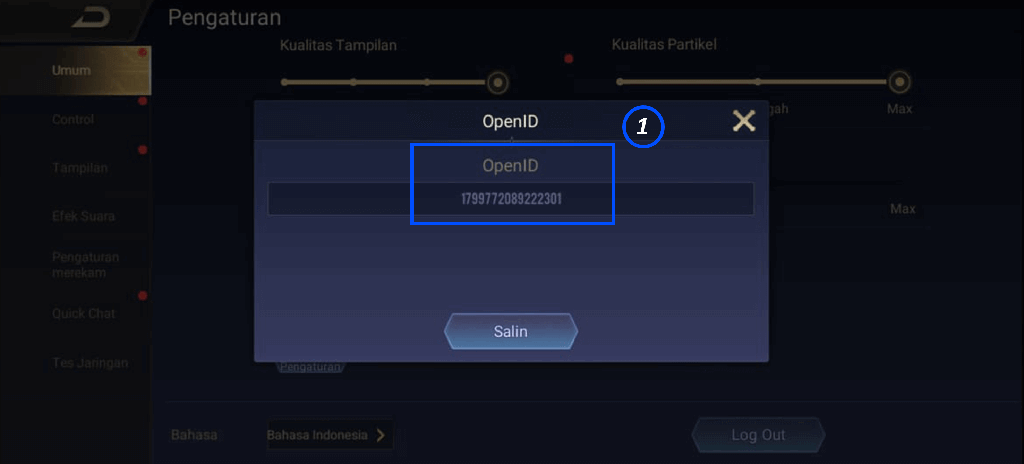 Pengaturan
Kualitas Tampilan
Kualitas Partikel
Umum
Max
OpenID
1
Control
OpenID
Tampilan
1799772089222301
Max
Efek Suara
Pengaturan
merekam
Quick Chat
Salin
Tes Jaringan
Pengaturan
Bahasa
Bahasa Indonesia
Log Out